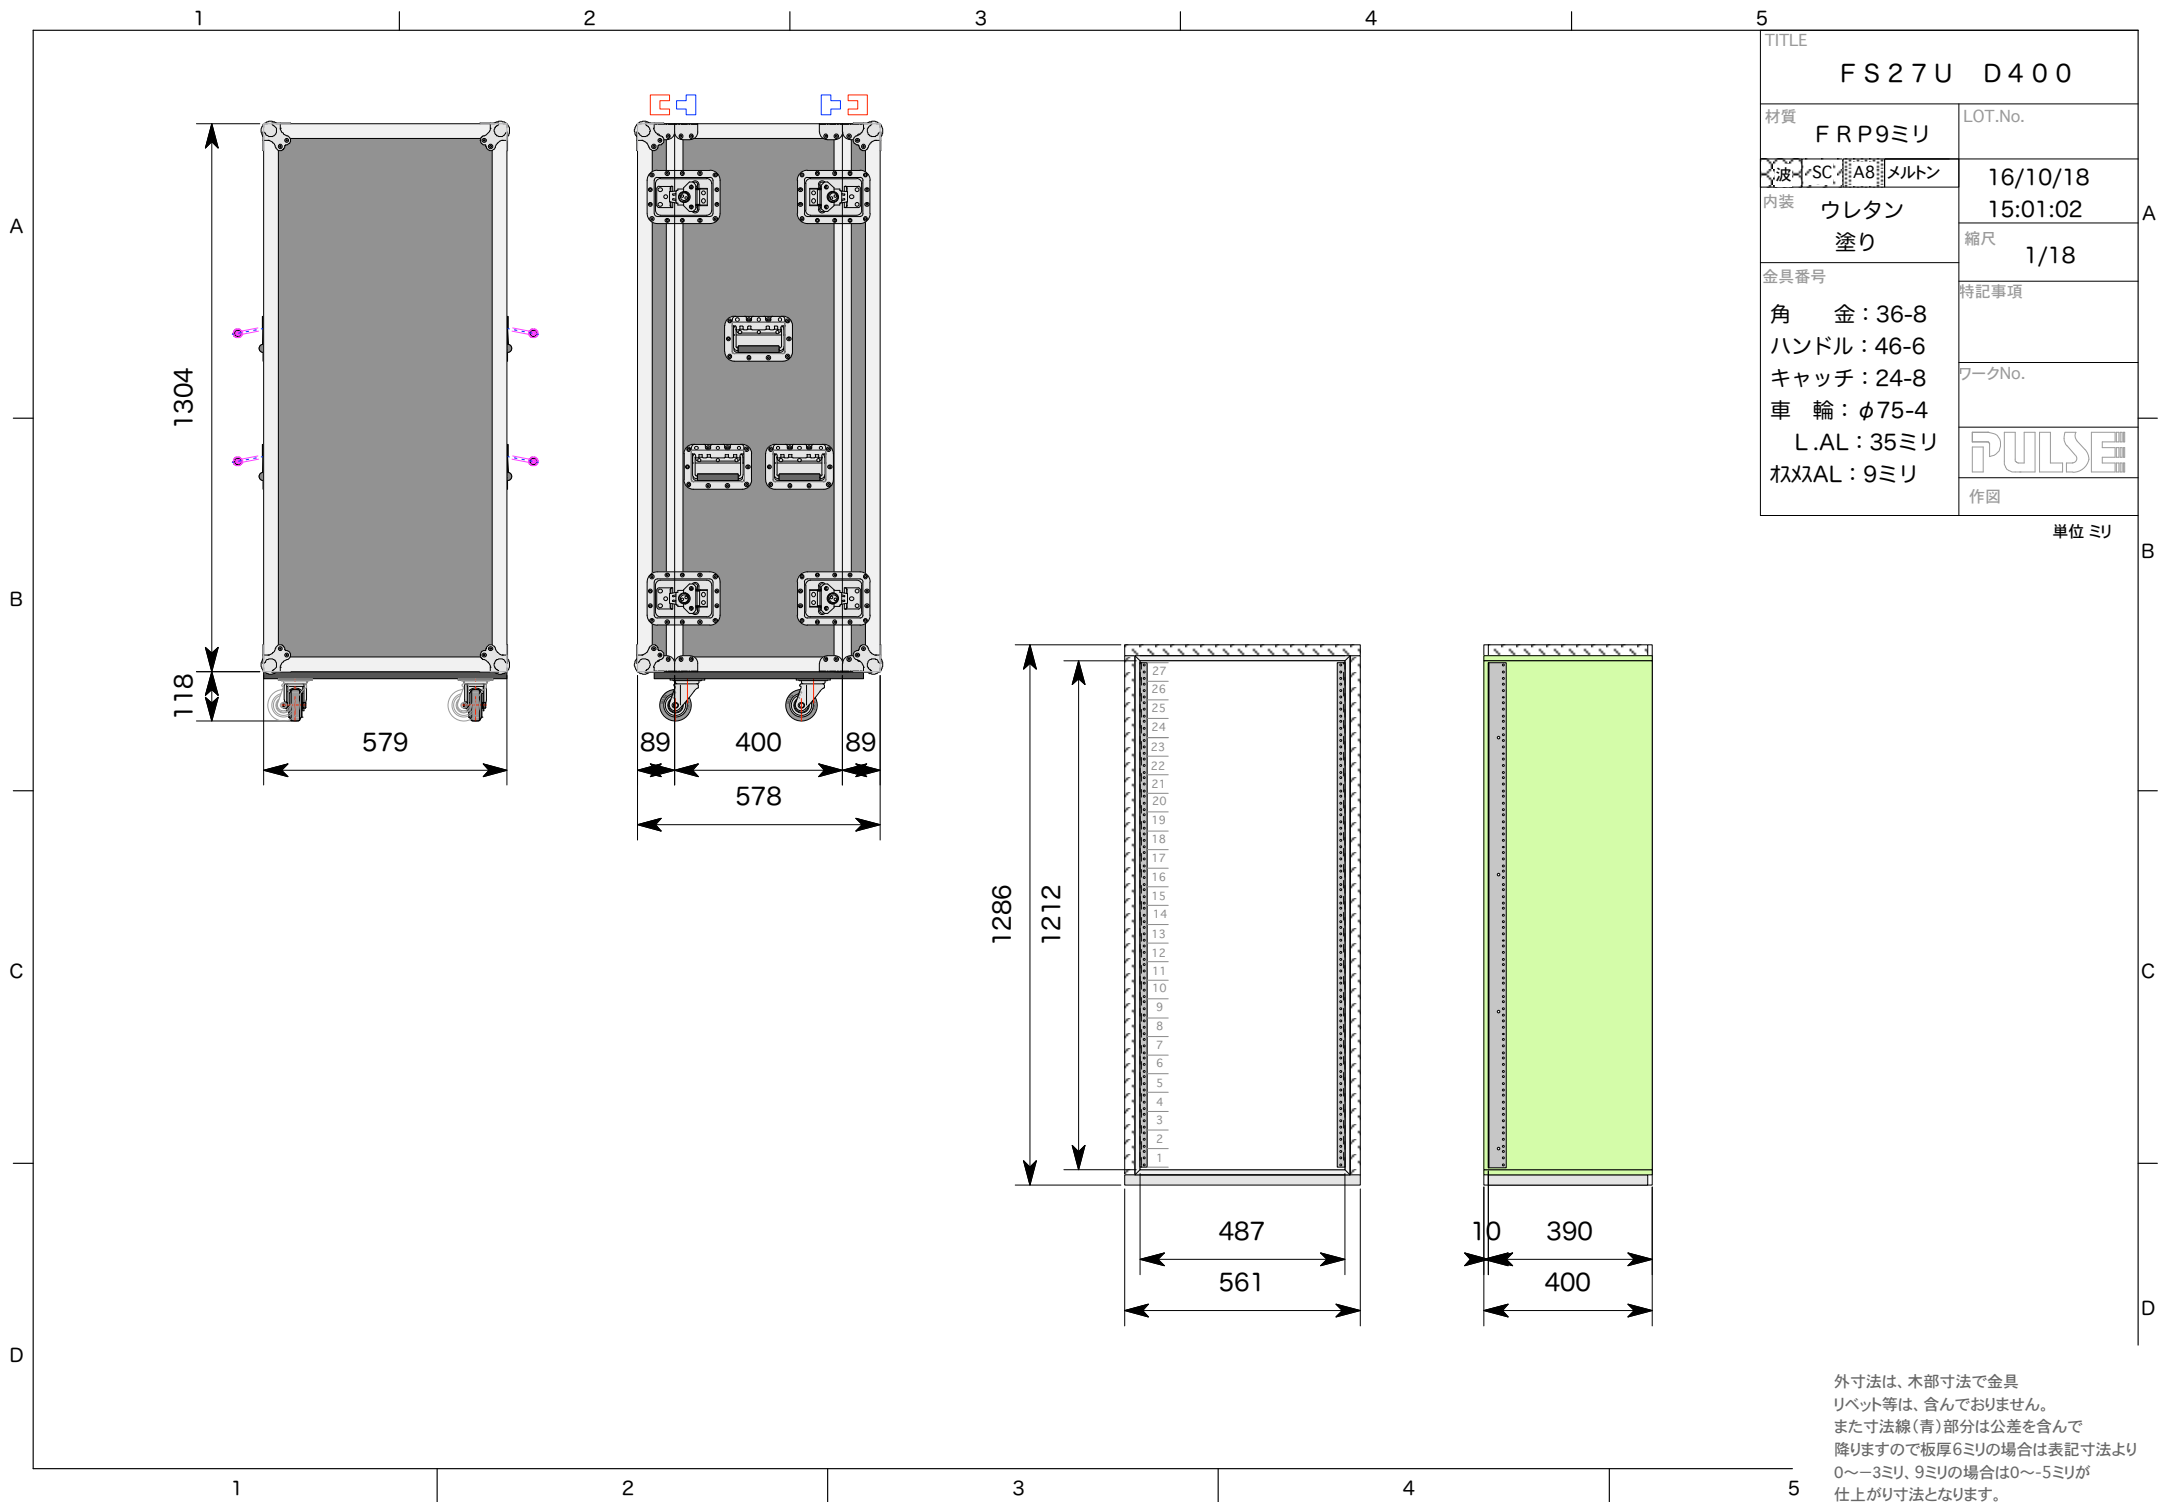 1 2 3 4 5
TITLE
ＦＳ２７Ｕ　Ｄ４００
材質
ＦＲＰ9ミリ
LOT.No.
波 SC A8 メルトン
16/10/18
15:01:02
内装
ウレタン
塗り
縮尺
1/18
金具番号
角　　金：36-8
ハンドル：46-6
キャッチ：24-8
車　輪：φ75-4
Ｌ.AL：35ミリ
ｵｽﾒｽAL：9ミリ
特記事項
ワークNo.
PULSE
作図
単位 ミリ
A
A
B
B
C
C
D
D
1304
118
579
89 400 89
578
1286
1212
27
26
25
24
23
22
21
20
19
18
17
16
15
14
13
12
11
10
9
8
7
6
5
4
3
2
1
487
561
10 390
400
外寸法は、木部寸法で金具
リベット等は、含んでおりません。
また寸法線（青）部分は公差を含んで
降りますので板厚6ミリの場合は表記寸法より
0〜−3ミリ、9ミリの場合は0〜-5ミリが
仕上がり寸法となります。
1 2 3 4 5